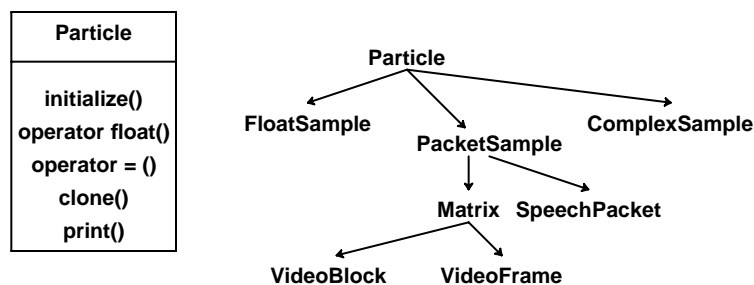 Particle
initialize()
operator float()
operator = ()
clone()
print()
Particle
FloatSample
ComplexSample
PacketSample
Matrix
SpeechPacket
VideoBlock
VideoFrame